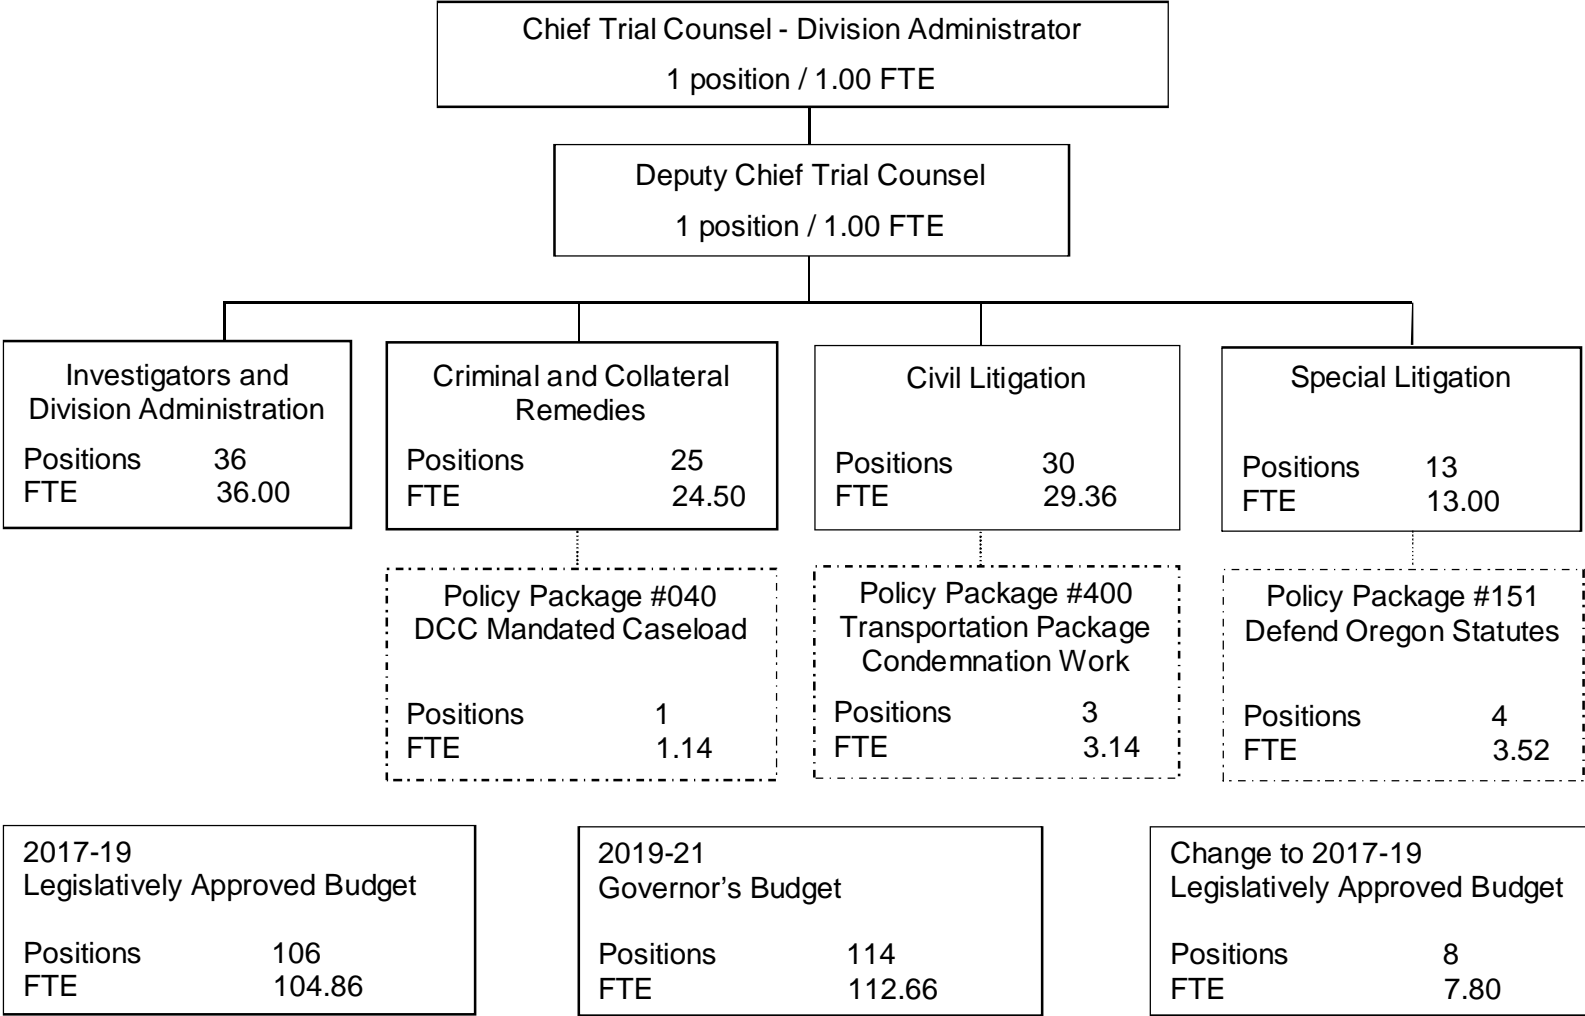 Chief Trial Counsel - Division Administrator
1 position / 1.00 FTE
Deputy Chief Trial Counsel
1 position / 1.00 FTE
Investigators and
Division Administration
Positions 36
FTE 36.00
Criminal and Collateral
Remedies
Positions 25
FTE 24.50
Civil Litigation
Positions 30
FTE 29.36
Special Litigation
Positions 13
FTE 13.00
Policy Package #040
DCC Mandated Caseload
Positions 1
FTE 1.14
Policy Package #400
Transportation Package
Condemnation Work
Positions 3
FTE 3.14
Policy Package #151
Defend Oregon Statutes
Positions 4
FTE 3.52
2017-19
Legislatively Approved Budget
Positions 106
FTE 104.86
2019-21
Governor's Budget
Positions 114
FTE 112.66
Change to 2017-19
Legislatively Approved Budget
Positions 8
FTE 7.80